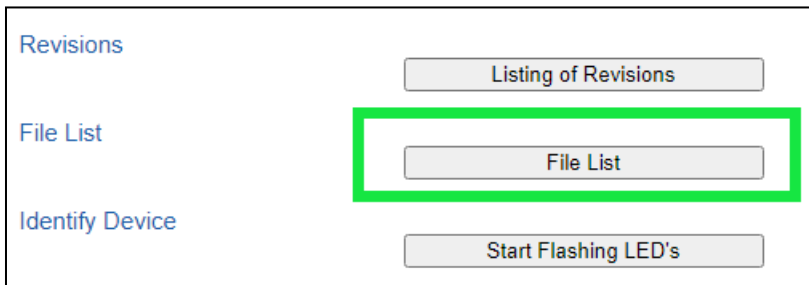 Revisions
Listing of Revisions
File List
File List
Identify Device
Start Flashing LED's